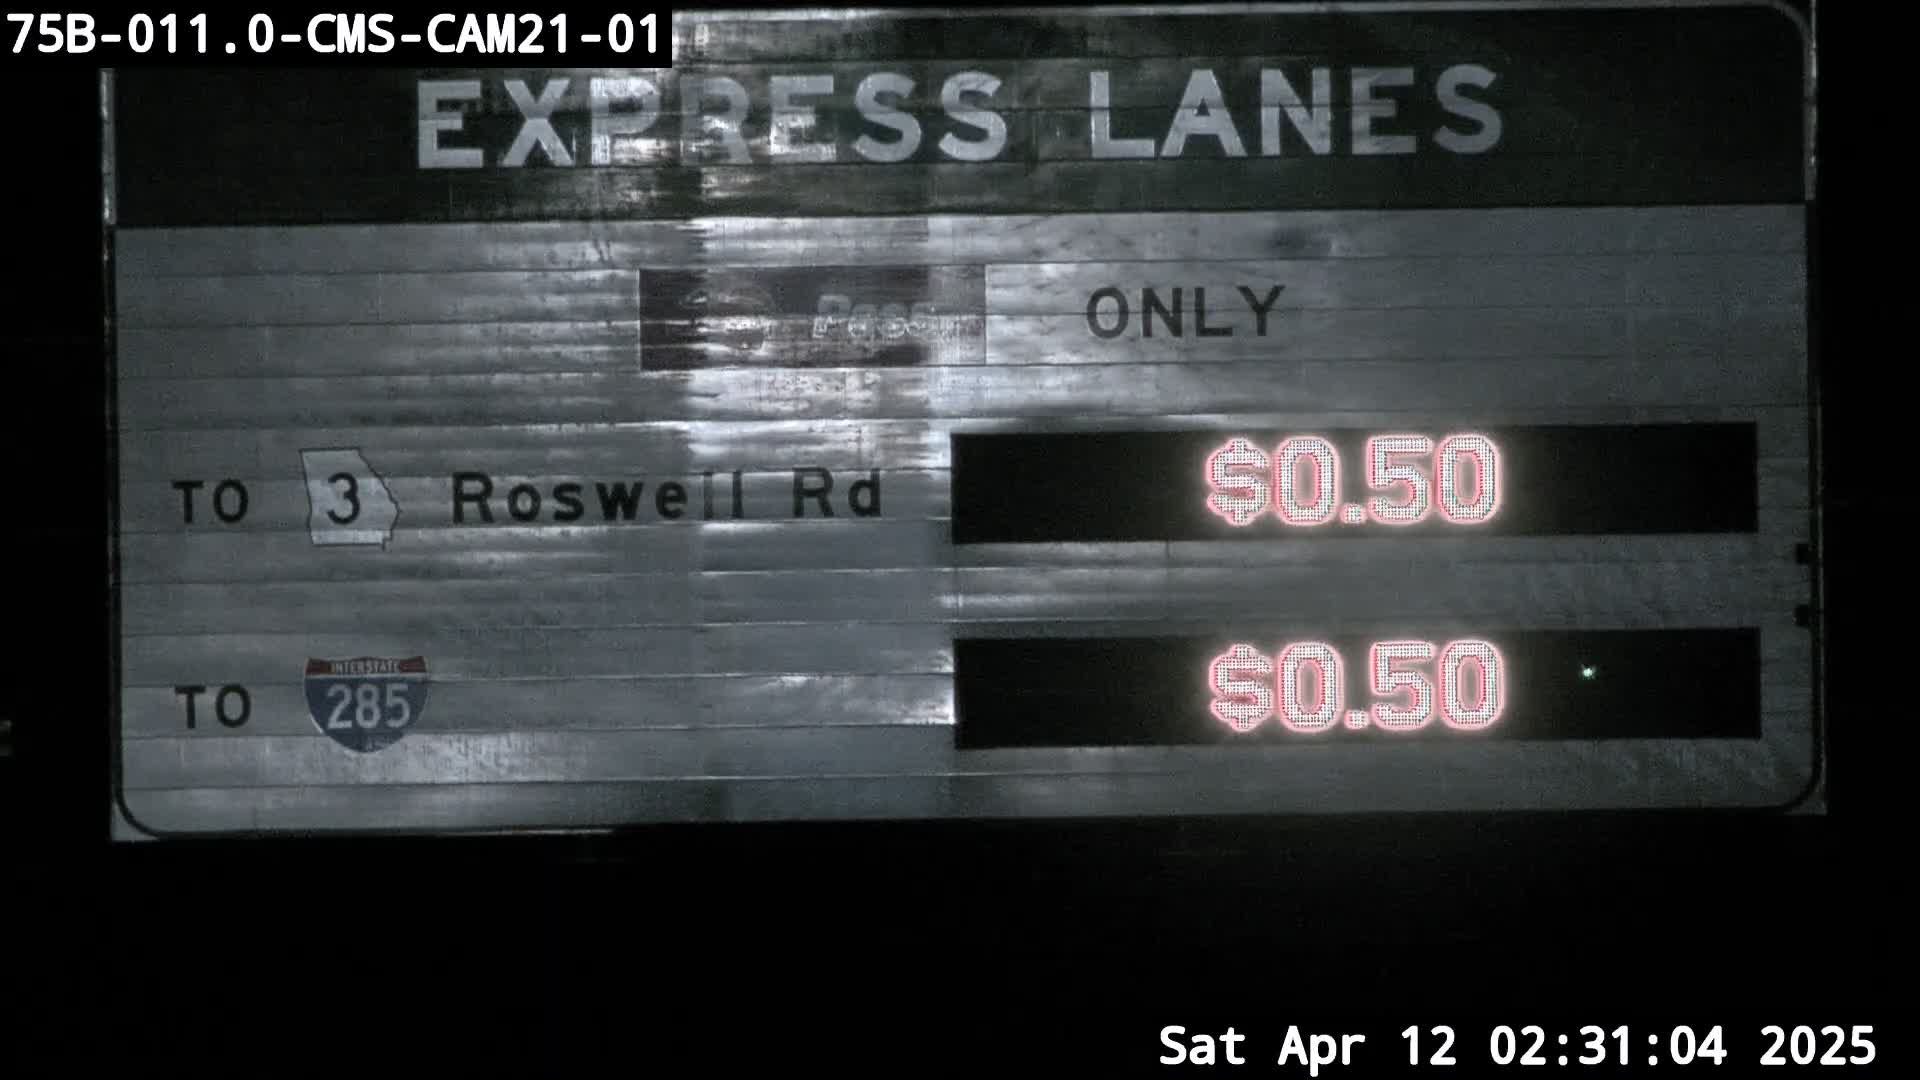 75B-011.0-CMS-CAM21-01
EXPRESS LANES
Pass ONLY
TO 3 Roswell Rd $0.50
INTERSTATE
TO 285 $0.50
Sat Apr 12 02:31:04 2025